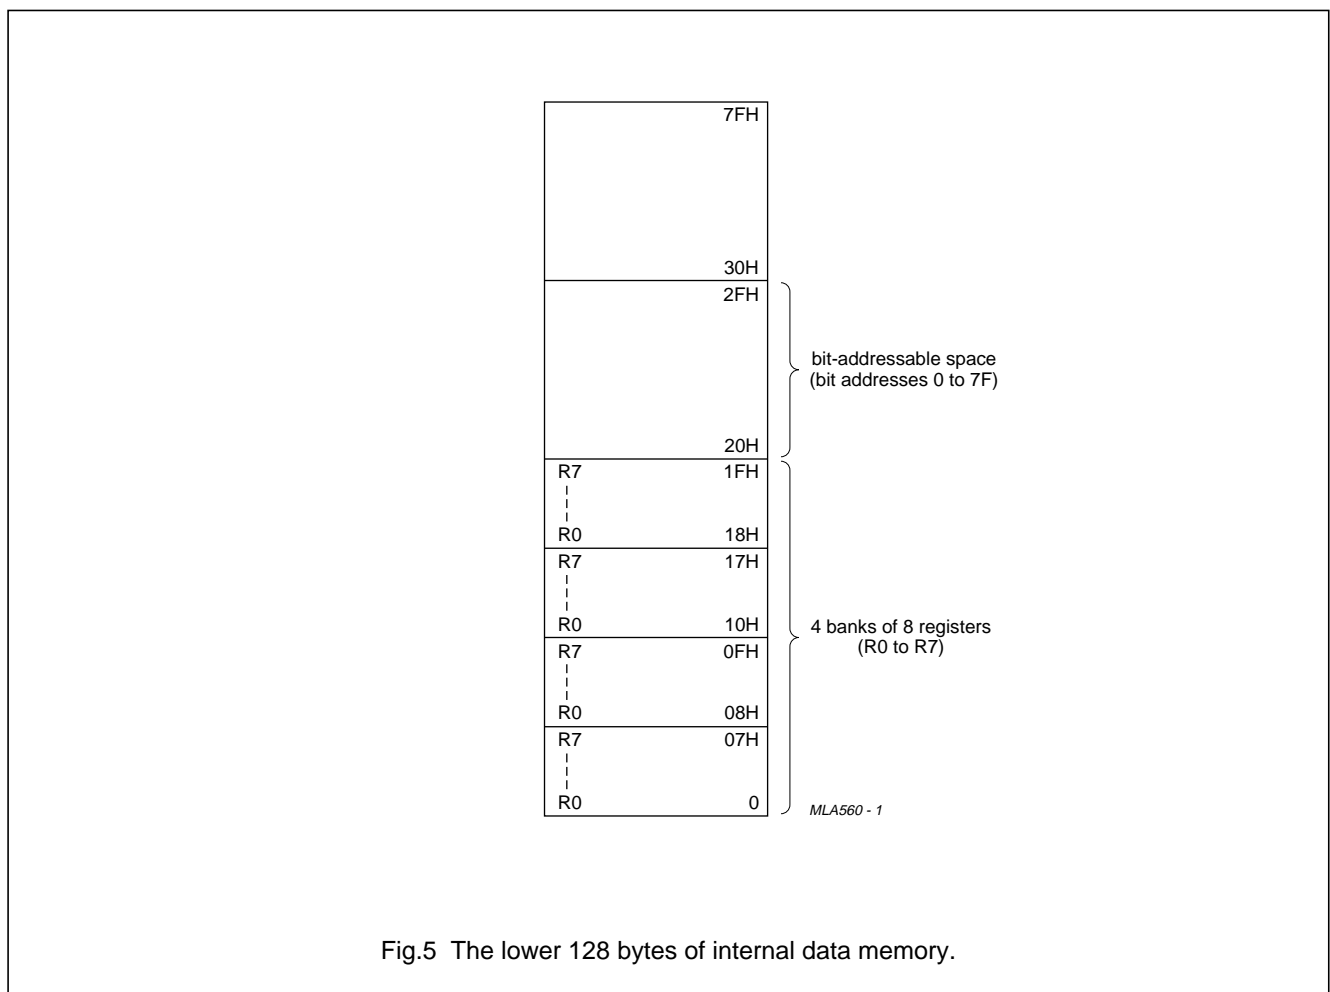 7FH
30H
2FH
bit-addressable space
(bit addresses 0 to 7F)
20H
R7 1FH
R0 18H
R7 17H
R0 10H
4 banks of 8 registers
(R0 to R7)
R7 0FH
R0 08H
R7 07H
R0 0
MLA560 - 1
Fig.5 The lower 128 bytes of internal data memory.